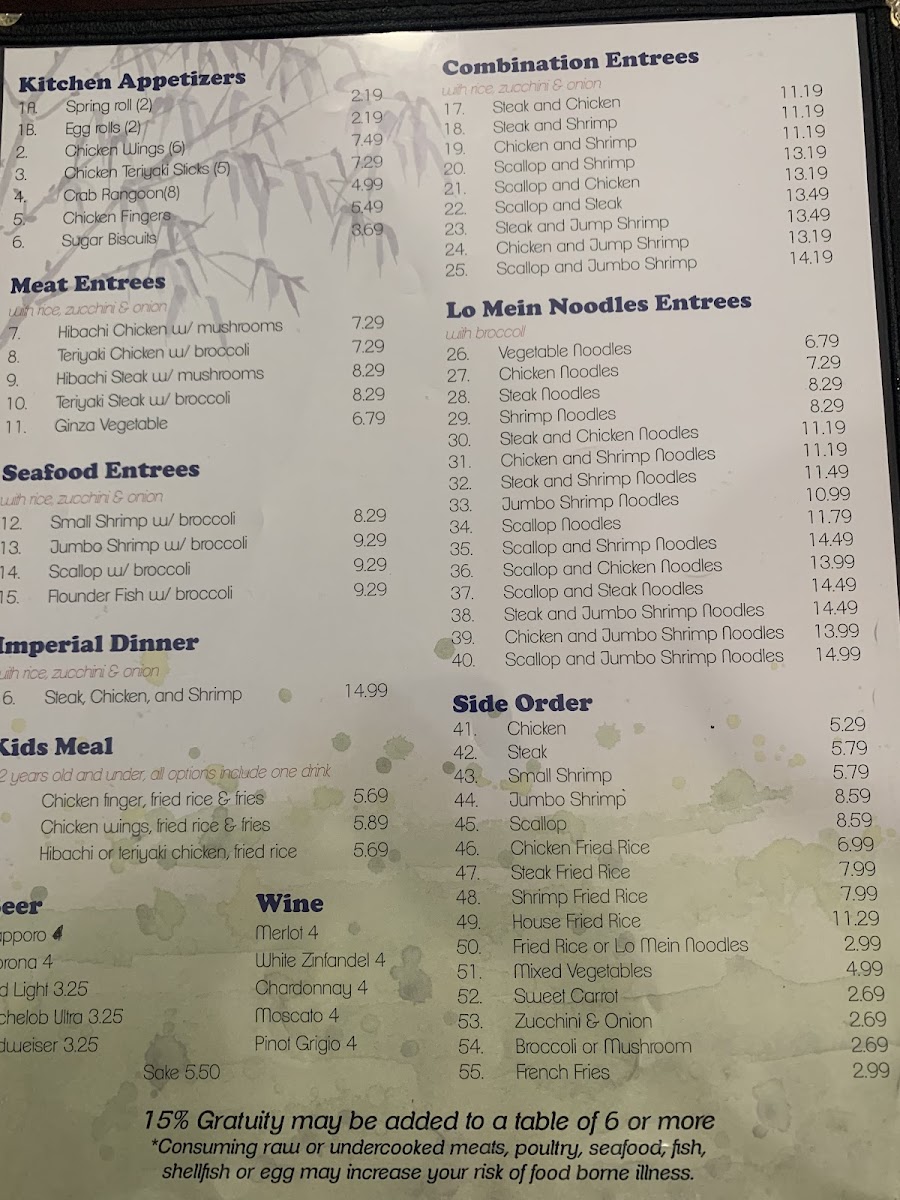 Kitchen Appetizers
1A. Spring roll (2) 2.19
1B. Egg rolls (2) 2.19
2. Chicken Wings (6) 7.49
3. Chicken Teriyaki Sticks (5) 7.29
4. Crab Rangoon(8) 4.99
5. Chicken Fingers 6.49
6. Sugar Biscuits 3.69
Meat Entrees
with rice, zucchini & onion
7. Hibachi Chicken w/ mushrooms 7.29
8. Teriyaki Chicken w/ broccoli 7.29
9. Hibachi Steak w/ mushrooms 8.29
10. Teriyaki Steak w/ broccoli 8.29
11. Ginza Vegetable 6.79
Seafood Entrees
with rice, zucchini & onion
12. Small Shrimp w/ broccoli 8.29
13. Jumbo Shrimp w/ broccoli 9.29
14. Scallop w/ broccoli 9.29
15. Flounder Fish w/ broccoli 9.29
Imperial Dinner
with rice, zucchini & onion
6. Steak, Chicken, and Shrimp 14.99
Kids Meal
2 years old and under, all options include one drink
Chicken finger, fried rice & fries 5.69
Chicken wings, fried rice & fries 5.89
Hibachi or teriyaki chicken, fried rice 5.69
eer
pporo 4
orona 4
d Light 3.25
chelob Ultra 3.25
dweiser 3.25
Wine
Merlot 4
White Zinfandel 4
Chardonnay 4
Moscato 4
Pinot Grigio 4
Sake 5.50
Combination Entrees
with rice, zucchini & onion
17. Steak and Chicken 11.19
18. Steak and Shrimp 11.19
19. Chicken and Shrimp 11.19
20. Scallop and Shrimp 13.19
21. Scallop and Chicken 13.19
22. Scallop and Steak 13.49
23. Steak and Jump Shrimp 13.49
24. Chicken and Jump Shrimp 13.19
25. Scallop and Jumbo Shrimp 14.19
Lo Mein Noodles Entrees
with broccoli
26. Vegetable Noodles 6.79
27. Chicken Noodles 7.29
28. Steak Noodles 8.29
29. Shrimp Noodles 8.29
30. Steak and Chicken Noodles 11.19
31. Chicken and Shrimp Noodles 11.19
32. Steak and Shrimp Noodles 11.49
33. Jumbo Shrimp Noodles 10.99
34. Scallop Noodles 11.79
35. Scallop and Shrimp Noodles 14.49
36. Scallop and Chicken Noodles 13.99
37. Scallop and Steak Noodles 14.49
38. Steak and Jumbo Shrimp Noodles 14.49
39. Chicken and Jumbo Shrimp Noodles 13.99
40. Scallop and Jumbo Shrimp Noodles 14.99
Side Order
41. Chicken 5.29
42. Steak 5.79
43. Small Shrimp 5.79
44. Jumbo Shrimp 8.59
45. Scallop 8.59
46. Chicken Fried Rice 6.99
47. Steak Fried Rice 7.99
48. Shrimp Fried Rice 7.99
49. House Fried Rice 11.29
50. Fried Rice or Lo Mein Noodles 2.99
51. Mixed Vegetables 4.99
52. Sweet Carrot 2.69
53. Zucchini & Onion 2.69
54. Broccoli or Mushroom 2.69
55. French Fries 2.99
15% Gratuity may be added to a table of 6 or more
*Consuming raw or undercooked meats, poultry, seafood, fish,
shellfish or egg may increase your risk of food borne illness.